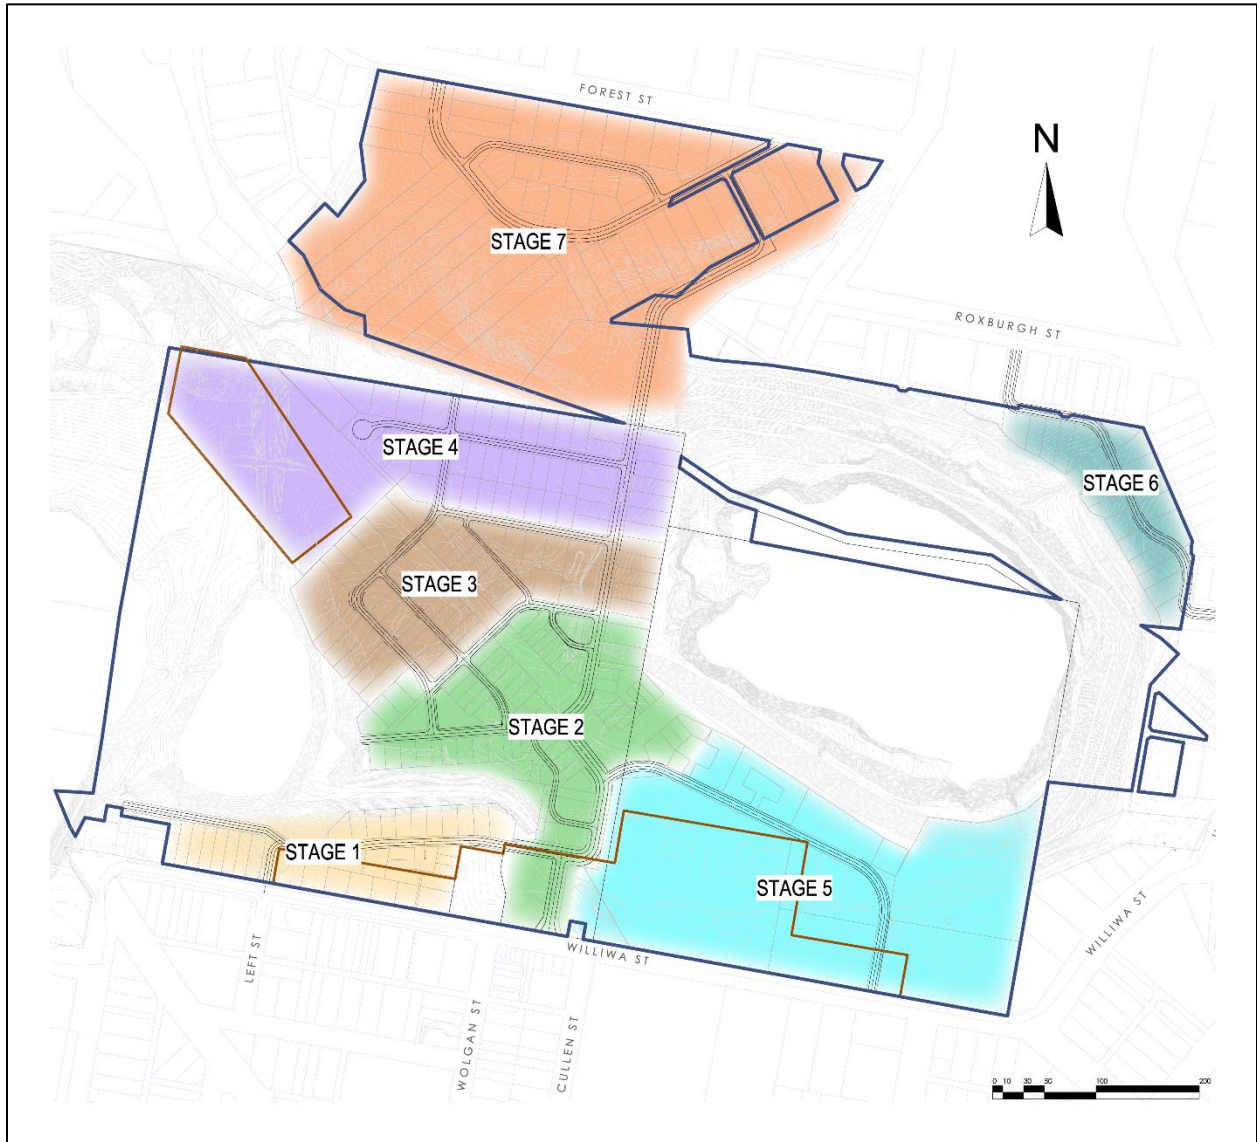 FOREST ST
N
STAGE 7
ROXBURGH ST
STAGE 4
STAGE 6
STAGE 3
STAGE 2
STAGE 1
STAGE 5
WILLIWA ST
WILLIWA ST
LEFT ST
WOLGAN ST
CULLEN ST
0 10 30 50 100 200